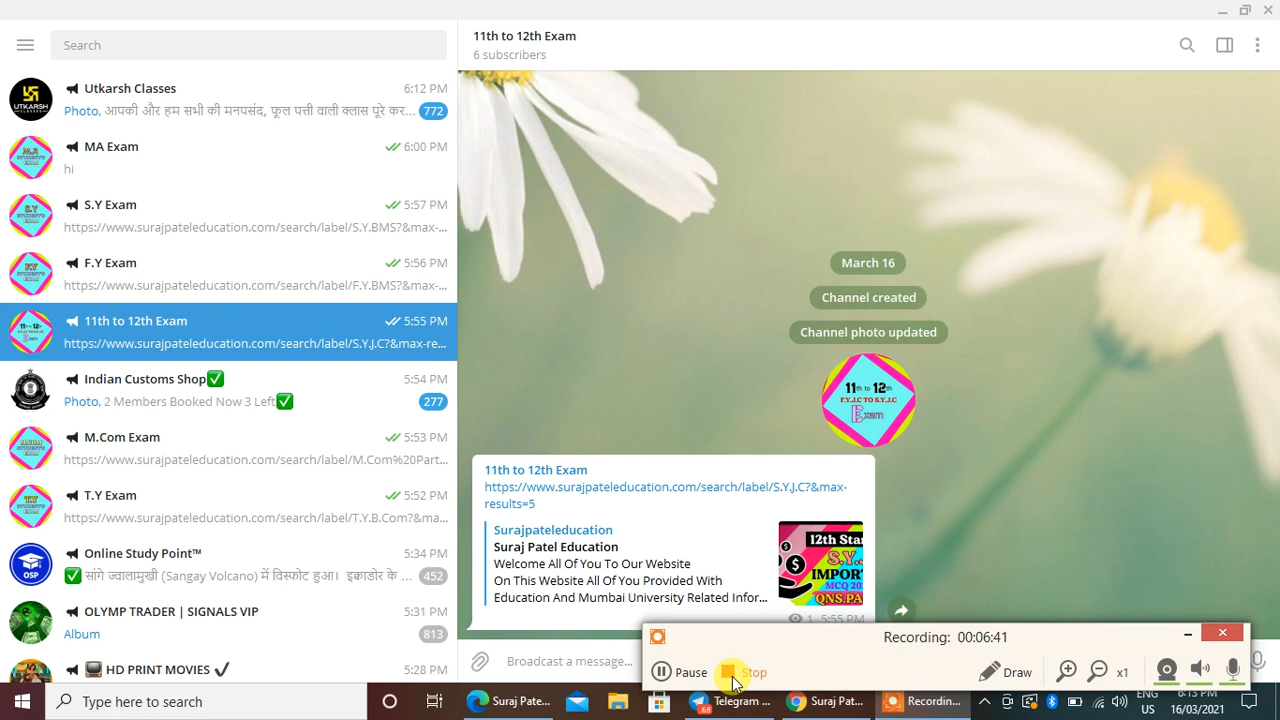 Search
11th to 12th Exam
6 subscribers
Utkarsh Classes
6:12 PM
Photo, आपकी और हम सभी की मनपसंद, फूल पत्ती वाली क्लास पूरे कर...
772
UTKARSH
CLASSES
MA Exam
6:00 PM
hi
S.Y Exam
5:57 PM
https://www.surajpateleducation.com/search/label/S.Y.BMS?&max-...
F.Y Exam
5:56 PM
https://www.surajpateleducation.com/search/label/F.Y.BMS?&max-...
11th to 12th Exam
5:55 PM
https://www.surajpateleducation.com/search/label/S.Y.J.C?&max-re...
Indian Customs Shop✅
5:54 PM
Photo, 2 Members Booked Now 3 Left✅
277
M.Com Exam
5:53 PM
https://www.surajpateleducation.com/search/label/M.Com%20Part...
T.Y Exam
5:52 PM
https://www.surajpateleducation.com/search/label/T.Y.B.Com?&ma...
OSP
Online Study Point™
5:34 PM
✅ सांगे ज्वालामुखी (Sangay Volcano) में विस्फोट हुआ। इक्वाडोर के ...
452
OLYMPTRADER | SIGNALS VIP
5:31 PM
Album
813
HD PRINT MOVIES ✓
5:28 PM
March 16
Channel created
Channel photo updated
11th to 12th
F.Y.J.C TO S.Y.J.C
Exam
11th to 12th Exam
https://www.surajpateleducation.com/search/label/S.Y.J.C?&max-
results=5
Surajpateleducation
Suraj Patel Education
Welcome All Of You To Our Website
On This Website All Of You Provided With
Education And Mumbai University Related Infor...
12th Star
S.Y.
IMPOR
MCQ 20
QNS.PA
1 5:55 PM
Broadcast a message...
Recording: 00:06:41
Pause
Stop
Draw
x1
Type here to search
Suraj Pate...
68
Telegram ...
Suraj Pat...
Recordin...
ENG
US
6:13 PM
16/03/2021